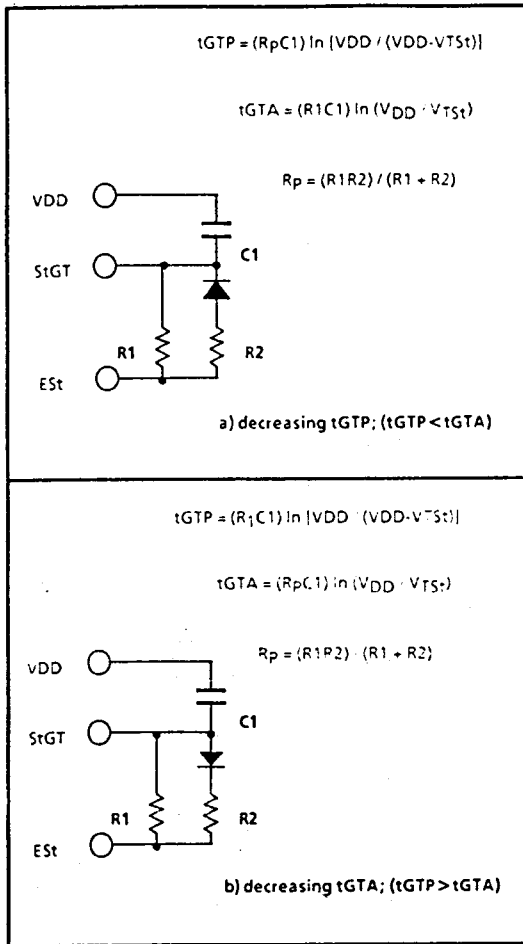 tGTP = (RpC1) ln [VDD / (VDD-VTSt)]
tGTA = (R1C1) ln (VDD / VTSt)
Rp = (R1R2) / (R1 + R2)
VDD
C1
StGT
R1
R2
ESt
a) decreasing tGTP; (tGTP < tGTA)
tGTP = (R1C1) ln [VDD / (VDD-VTSt)]
tGTA = (RpC1) ln (VDD / VTSt)
Rp = (R1R2) / (R1 + R2)
VDD
C1
StGT
R1
R2
ESt
b) decreasing tGTA; (tGTP > tGTA)